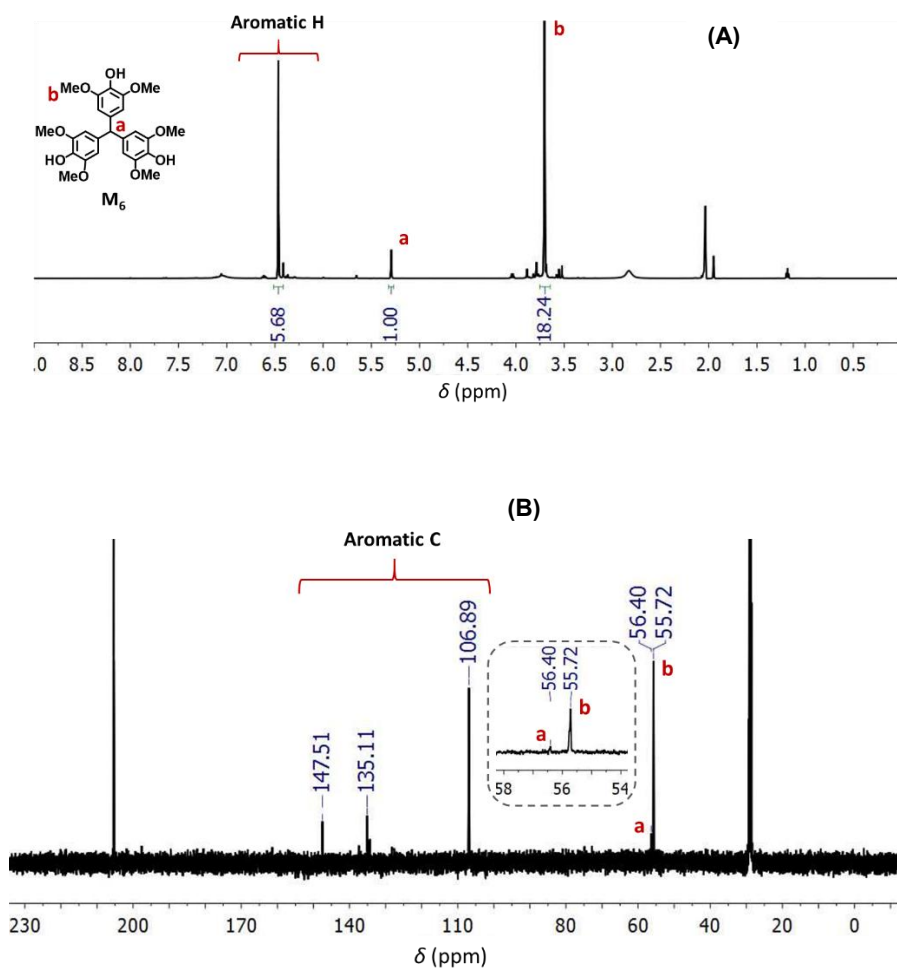 Aromatic H
b
(A)
OH
b MeO OMe
a
MeO OMe
HO OH
OMe OMe
M6
a
5.68
1.00
18.24
.0 8.5 8.0 7.5 7.0 6.5 6.0 5.5 5.0 4.5 4.0 3.5 3.0 2.5 2.0 1.5 1.0 0.5
δ (ppm)
(B)
Aromatic C
147.51
135.11
106.89
56.40
55.72
56.40
55.72
b
a
58 56 54
b
a
230 200 170 140 110 80 60 40 20 0
δ (ppm)